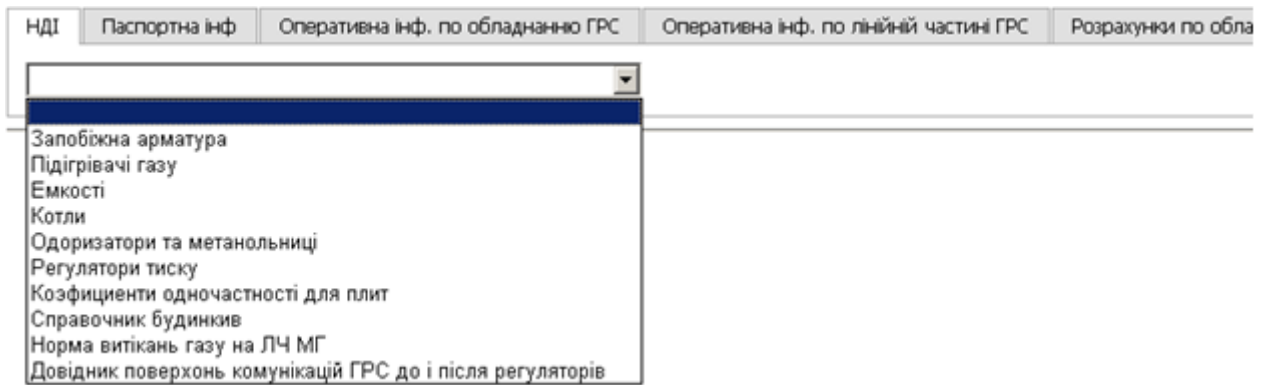 НДІ Паспортна інф Оперативна інф. по обладнанню ГРС Оперативна інф. по лінійній частині ГРС Розрахунки по обла
Запобіжна арматура
Підігрівачі газу
Емкості
Котли
Одоризатори та метанольниці
Регулятори тиску
Коэфициенти одночастності для плит
Справочник будинкив
Норма витікань газу на ЛЧ МГ
Довідник поверхонь комунікацій ГРС до і після регуляторів